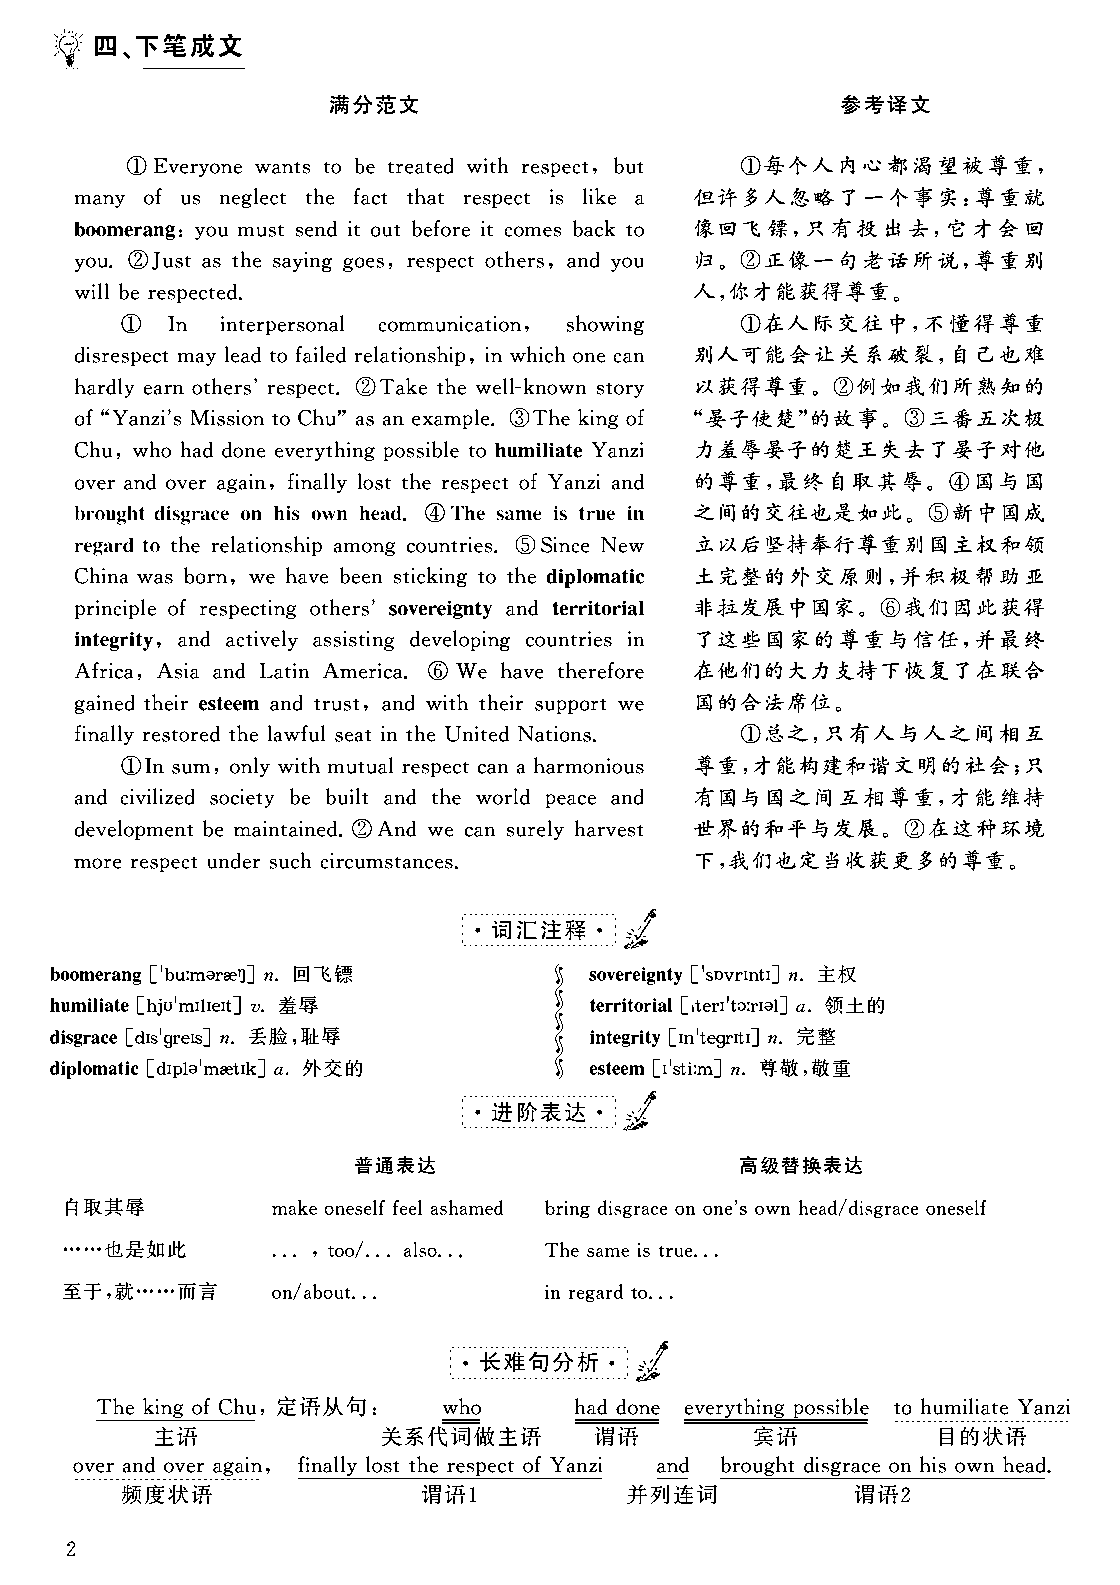 四、下笔成文
满分范文
① Everyone wants to be treated with respect, but
many of us neglect the fact that respect is like a
boomerang: you must send it out before it comes back to
you. ②Just as the saying goes, respect others, and you
will be respected.
① In interpersonal communication, showing
disrespect may lead to failed relationship, in which one can
hardly earn others' respect. ②Take the well-known story
of “Yanzi's Mission to Chu” as an example. ③The king of
Chu, who had done everything possible to humiliate Yanzi
over and over again, finally lost the respect of Yanzi and
brought disgrace on his own head. ④The same is true in
regard to the relationship among countries. ⑤Since New
China was born, we have been sticking to the diplomatic
principle of respecting others' sovereignty and territorial
integrity, and actively assisting developing countries in
Africa, Asia and Latin America. ⑥ We have therefore
gained their esteem and trust, and with their support we
finally restored the lawful seat in the United Nations.
①In sum, only with mutual respect can a harmonious
and civilized society be built and the world peace and
development be maintained. ②And we can surely harvest
more respect under such circumstances.
参考译文
①每个人内心都渴望被尊重,
但许多人忽略了一个事实:尊重就
像回飞镖,只有投出去,它才会回
归。②正像一句老话所说,尊重别
人,你才能获得尊重。
①在人际交往中,不懂得尊重
别人可能会让关系破裂,自己也难
以获得尊重。②例如我们所熟知的
“晏子使楚”的故事。③三番五次极
力羞辱晏子的楚王失去了晏子对他
的尊重,最终自取其辱。④国与国
之间的交往也是如此。⑤新中国成
立以后坚持奉行尊重别国主权和领
土完整的外交原则,并积极帮助亚
非拉发展中国家。⑥我们因此获得
了这些国家的尊重与信任,并最终
在他们的大力支持下恢复了在联合
国的合法席位。
①总之,只有人与人之间相互
尊重,才能构建和谐文明的社会;只
有国与国之间互相尊重,才能维持
世界的和平与发展。②在这种环境
下,我们也定当收获更多的尊重。
·词汇注释·
boomerang [ˈbuːməræŋ] n. 回飞镖
humiliate [hjʊˈmɪlɪeɪt] v. 羞辱
disgrace [dɪsˈgreɪs] n. 丢脸,耻辱
diplomatic [dɪpləˈmætɪk] a. 外交的
sovereignty [ˈsɒvrɪntɪ] n. 主权
territorial [ˌterɪˈtɔːrɪəl] a. 领土的
integrity [ɪnˈtegrɪtɪ] n. 完整
esteem [ɪˈstiːm] n. 尊敬,敬重
·进阶表达·
普通表达 高级替换表达
自取其辱 make oneself feel ashamed bring disgrace on one's own head/disgrace oneself
……也是如此 ... , too/... also... The same is true...
至于,就……而言 on/about... in regard to...
·长难句分析·
The king of Chu, 定语从句: who had done everything possible to humiliate Yanzi
主语 关系代词做主语 谓语 宾语 目的状语
over and over again, finally lost the respect of Yanzi and brought disgrace on his own head.
频度状语 谓语1 并列连词 谓语2
2